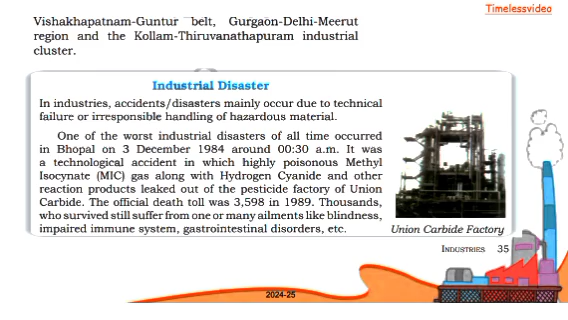 Timelessvideo
Vishakhapatnam-Guntur belt, Gurgaon-Delhi-Meerut
region and the Kollam-Thiruvanathapuram industrial
cluster.
Industrial Disaster
In industries, accidents/disasters mainly occur due to technical
failure or irresponsible handling of hazardous material.
One of the worst industrial disasters of all time occurred
in Bhopal on 3 December 1984 around 00:30 a.m. It was
a technological accident in which highly poisonous Methyl
Isocynate (MIC) gas along with Hydrogen Cyanide and other
reaction products leaked out of the pesticide factory of Union
Carbide. The official death toll was 3,598 in 1989. Thousands,
who survived still suffer from one or many ailments like blindness,
impaired immune system, gastrointestinal disorders, etc.
Union Carbide Factory
INDUSTRIES 35
2024-25